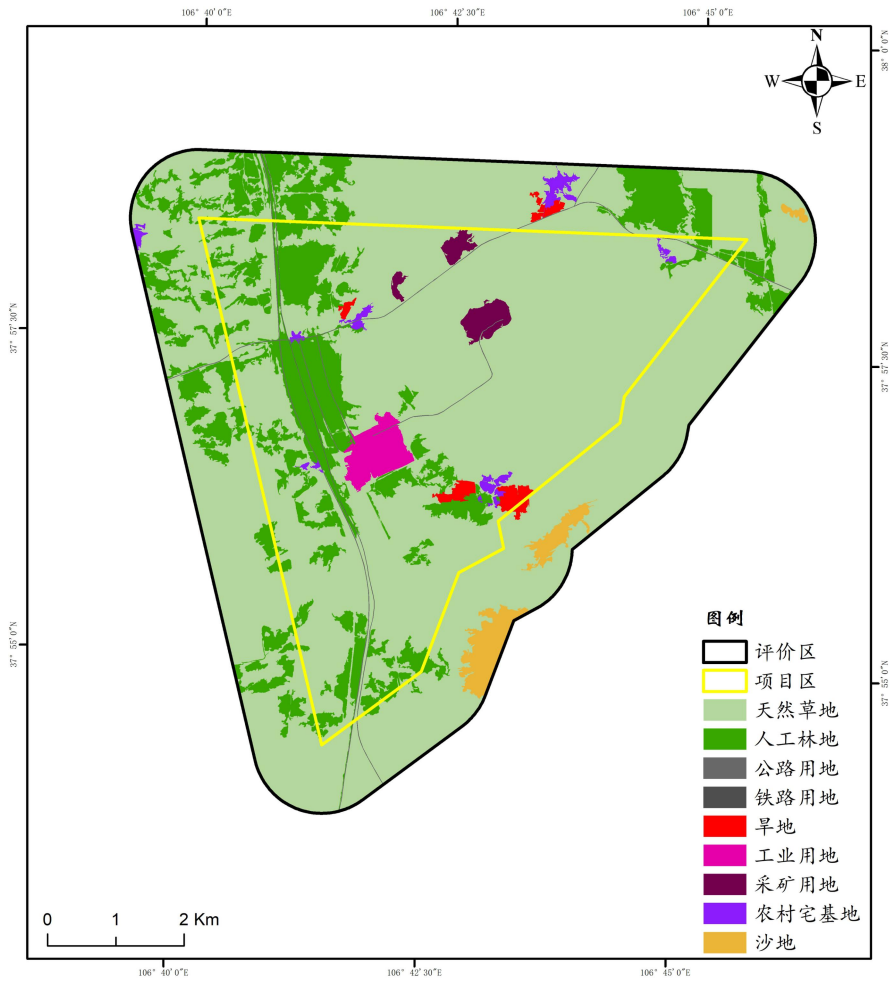 106° 40′ 0″E
106° 42′ 30″E
106° 45′ 0″E
38° 0′ 0″N
N
W
E
S
37° 57′ 30″N
37° 57′ 30″N
37° 55′ 0″N
37° 55′ 0″N
图例
评价区
项目区
天然草地
人工林地
公路用地
铁路用地
旱地
工业用地
采矿用地
农村宅基地
沙地
0 1 2 Km
106° 40′ 0″E
106° 42′ 30″E
106° 45′ 0″E